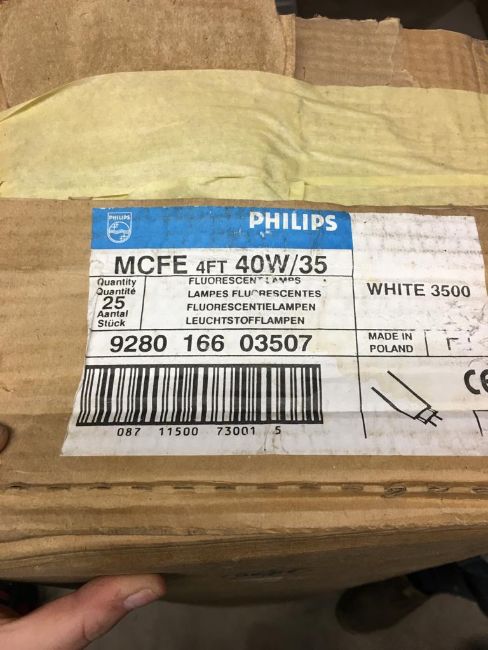 PHILIPS
PHILIPS
MCFE 4FT 40W/35
Quantity
Quantité
25
Aantal
Stück
FLUORESCENT LAMPS
LAMPES FLUORESCENTES
FLUORESCENTIELAMPEN
LEUCHTSTOFFLAMPEN
WHITE 3500
9280 166 03507
MADE IN
POLAND
CE
087 11500 73001 5